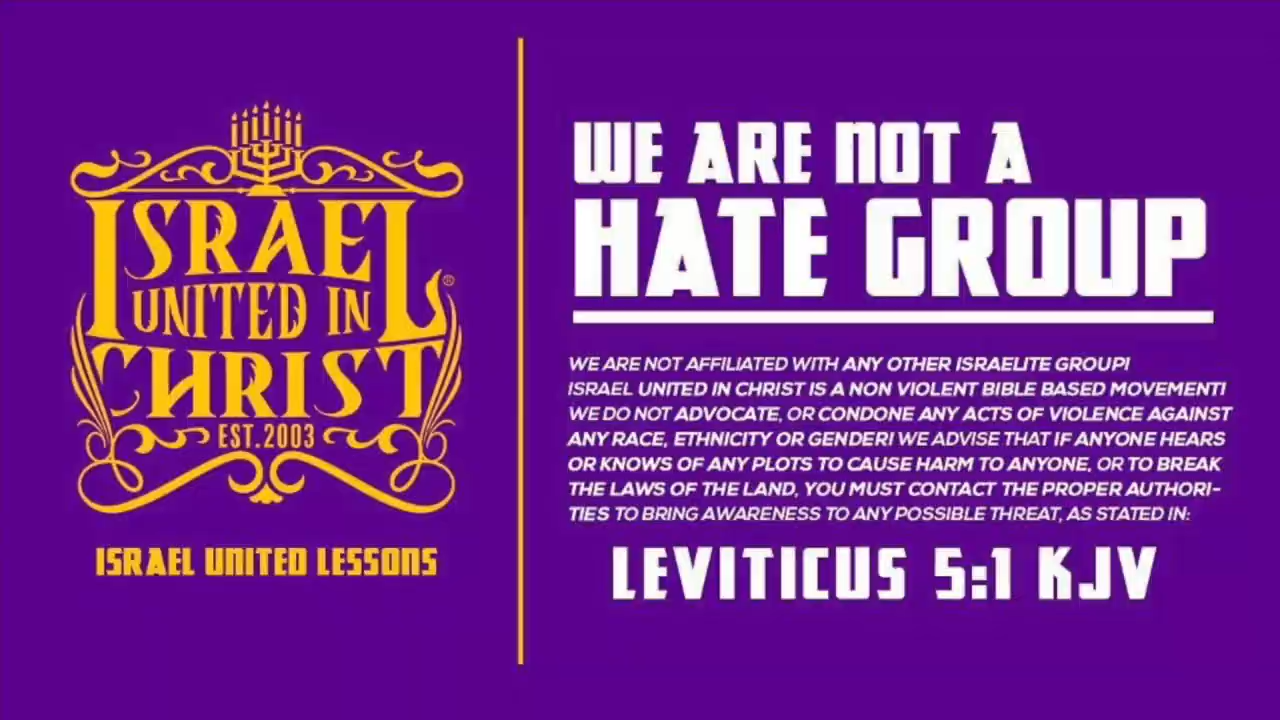 ISRAEL
UNITED IN
CHRIST
EST. 2003
®
ISRAEL UNITED LESSONS
WE ARE NOT A
HATE GROUP
WE ARE NOT AFFILIATED WITH ANY OTHER ISRAELITE GROUP!
ISRAEL UNITED IN CHRIST IS A NON VIOLENT BIBLE BASED MOVEMENT!
WE DO NOT ADVOCATE, OR CONDONE ANY ACTS OF VIOLENCE AGAINST
ANY RACE, ETHNICITY OR GENDER! WE ADVISE THAT IF ANYONE HEARS
OR KNOWS OF ANY PLOTS TO CAUSE HARM TO ANYONE, OR TO BREAK
THE LAWS OF THE LAND, YOU MUST CONTACT THE PROPER AUTHORI-
TIES TO BRING AWARENESS TO ANY POSSIBLE THREAT, AS STATED IN:
LEVITICUS 5:1 KJV